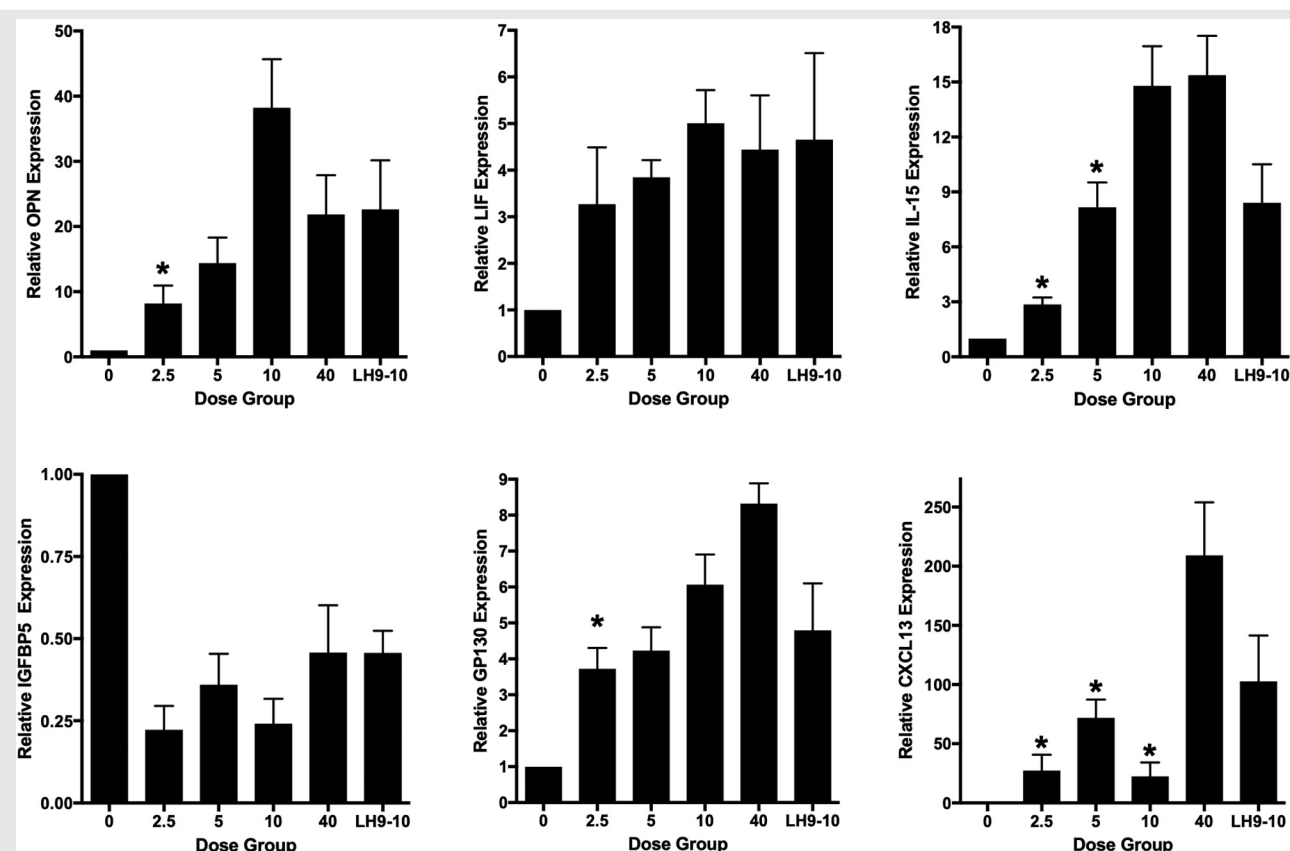 Relative OPN Expression
50
40
30
20
10
0
*
0 2.5 5 10 40 LH9-10
Dose Group
Relative LIF Expression
7
6
5
4
3
2
1
0
0 2.5 5 10 40 LH9-10
Dose Group
Relative IL-15 Expression
18
15
12
9
6
3
0
* *
0 2.5 5 10 40 LH9-10
Dose Group
Relative IGFBP5 Expression
1.00
0.75
0.50
0.25
0.00
0 2.5 5 10 40 LH9-10
Dose Group
Relative GP130 Expression
9
8
7
6
5
4
3
2
1
0
*
0 2.5 5 10 40 LH9-10
Dose Group
Relative CXCL13 Expression
250
200
150
100
50
0
* * *
0 2.5 5 10 40 LH9-10
Dose Group